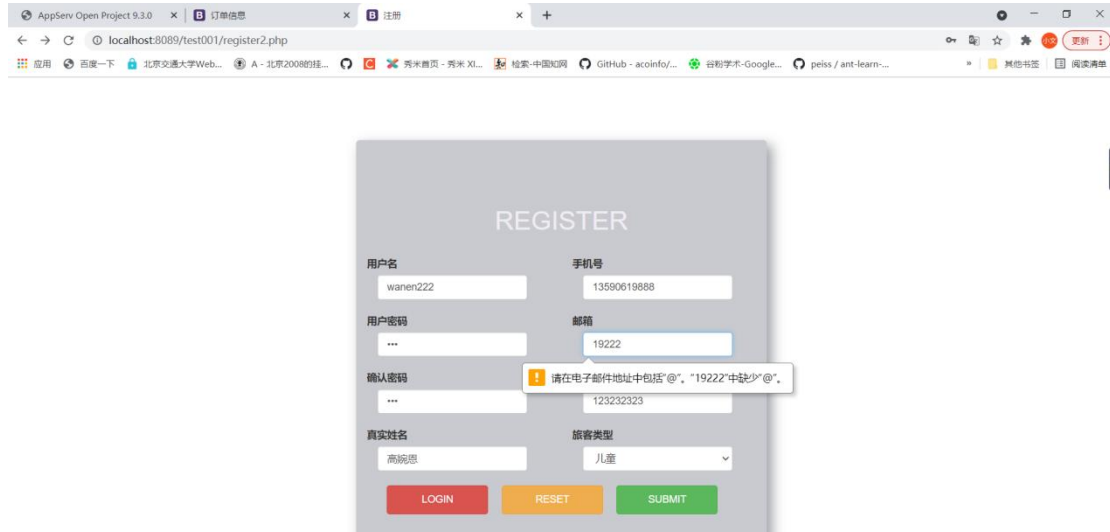 AppServ Open Project 9.3.0 订单信息 注册
localhost:8089/test001/register2.php 小文 更新
应用 百度一下 北京交通大学Web... A - 北京2008的挂... 秀米首页 - 秀米 XI... 检索-中国知网 GitHub - acoinfo/... 谷粉学术-Google... peiss / ant-learn-... » 其他书签 阅读清单
REGISTER
用户名 手机号
wanen222 13590619888
用户密码 邮箱
••• 19222
确认密码 请在电子邮件地址中包括"@"。"19222"中缺少"@"。
••• 123232323
真实姓名 旅客类型
高婉恩 儿童
LOGIN RESET SUBMIT